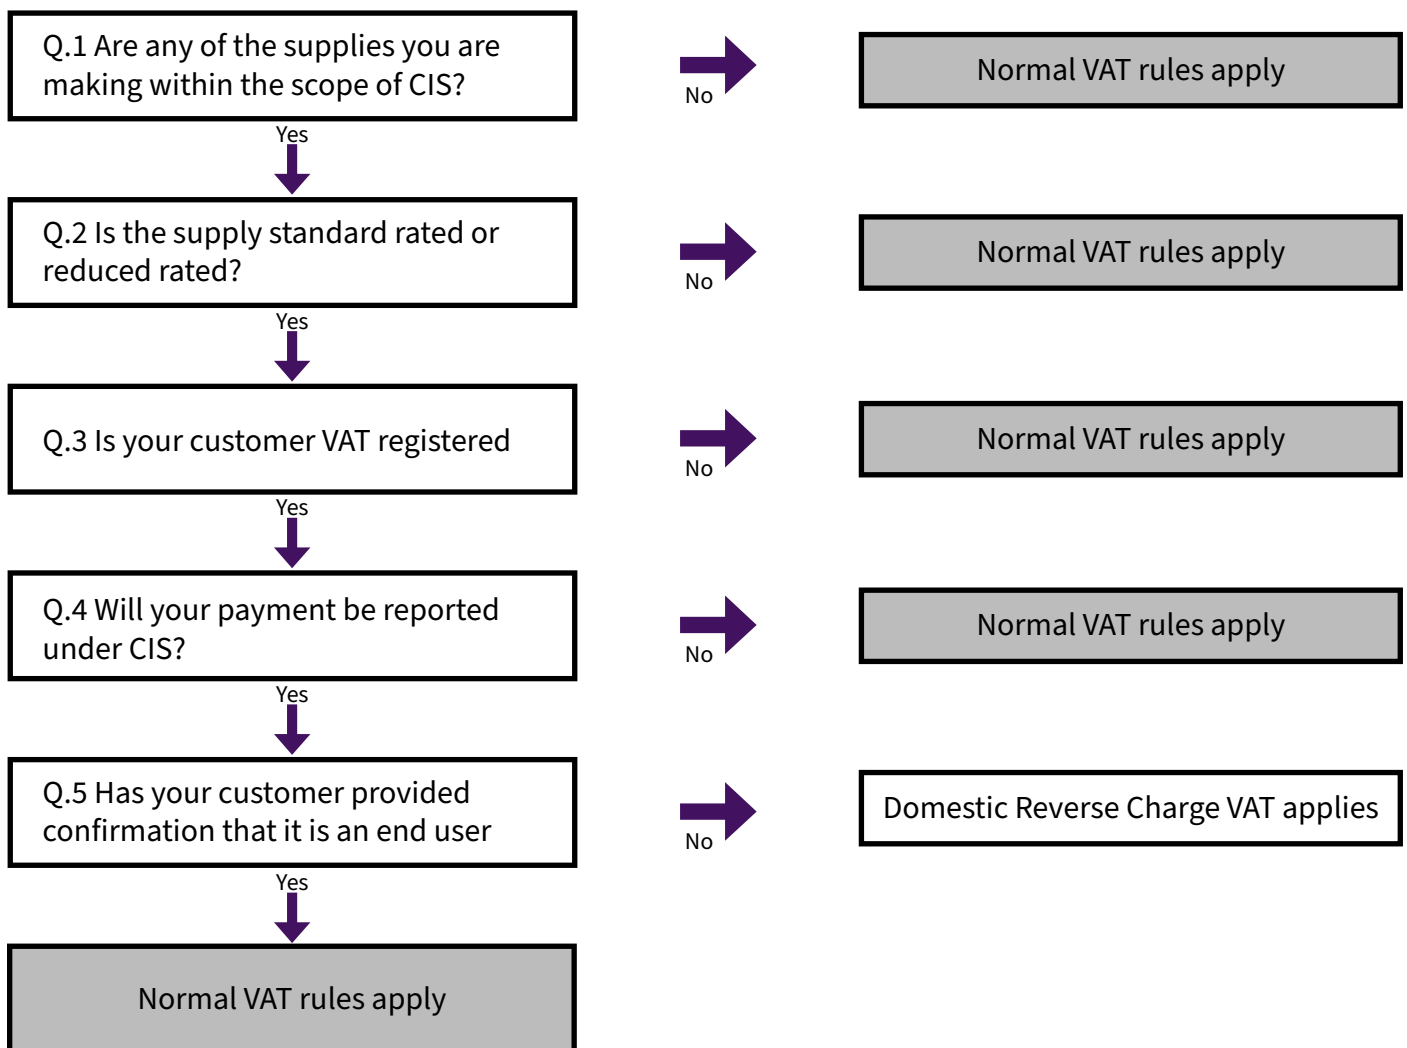 Q.1 Are any of the supplies you are
making within the scope of CIS?
No
Normal VAT rules apply
Yes
Q.2 Is the supply standard rated or
reduced rated?
No
Normal VAT rules apply
Yes
Q.3 Is your customer VAT registered
No
Normal VAT rules apply
Yes
Q.4 Will your payment be reported
under CIS?
No
Normal VAT rules apply
Yes
Q.5 Has your customer provided
confirmation that it is an end user
No
Domestic Reverse Charge VAT applies
Yes
Normal VAT rules apply